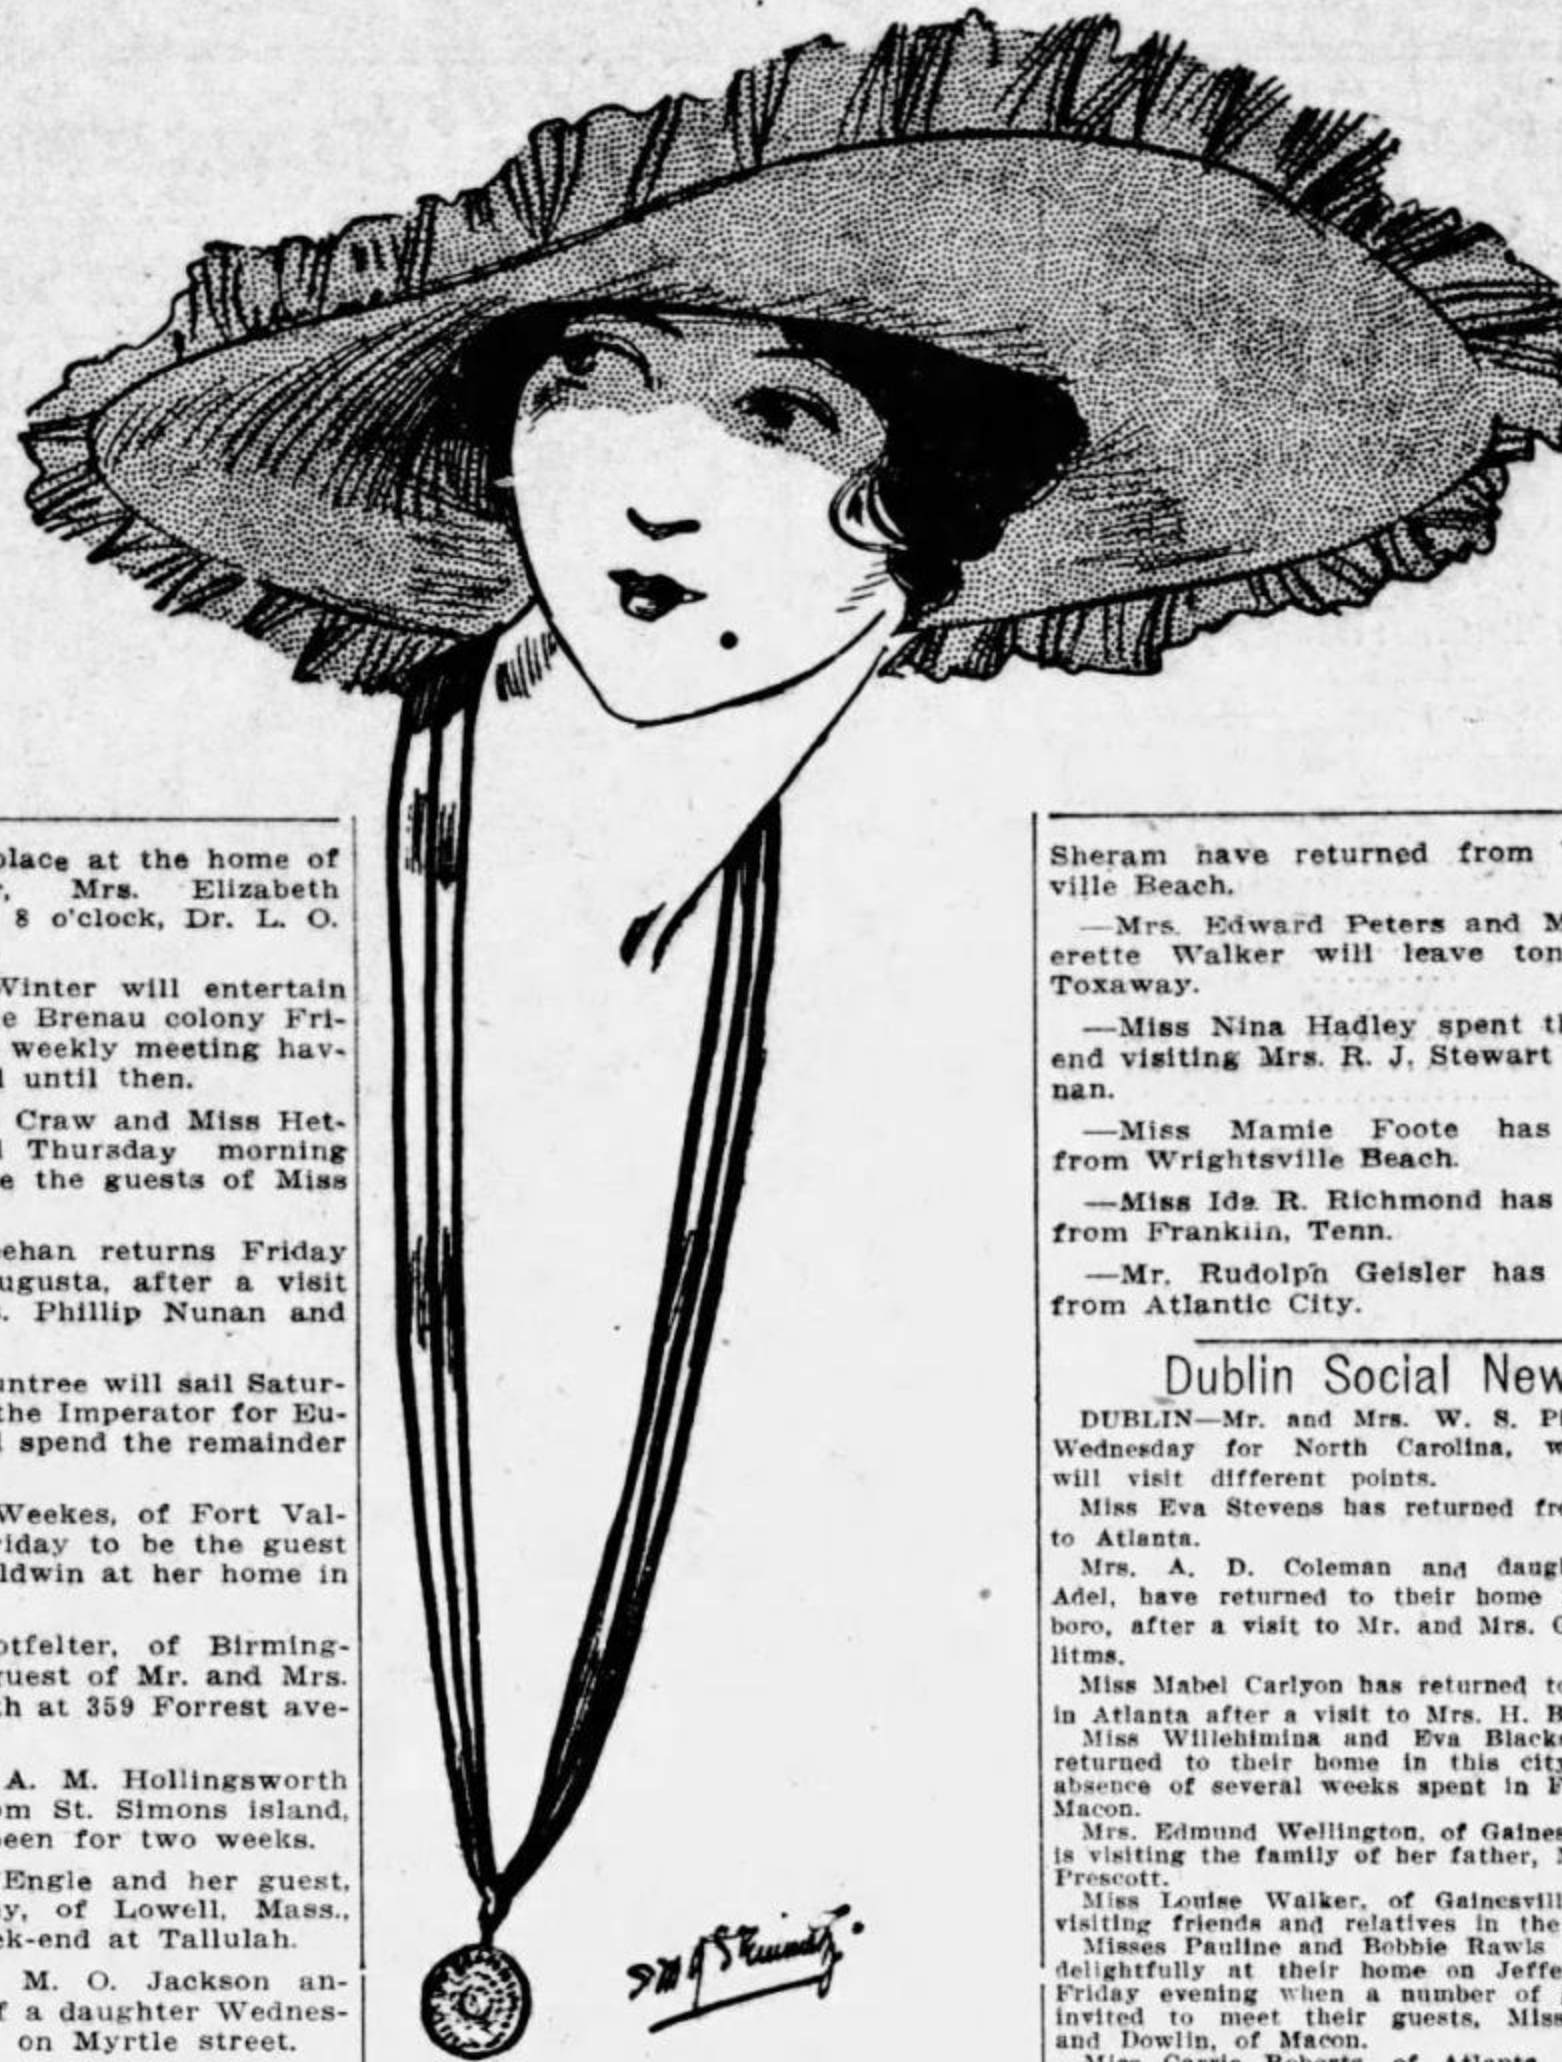 place at the home of
Mrs. Elizabeth
8 o'clock, Dr. L. O.
Winter will entertain
Brenau colony Fri-
weekly meeting hav-
until then.
Craw and Miss Het-
Thursday morning
the guests of Miss
returns Friday
after a visit
Phillip Nunan and
will sail Satur-
the Imperator for Eu-
spend the remainder
Weekes, of Fort Val-
to be the guest
at her home in
of Birming-
of Mr. and Mrs.
at 359 Forrest ave-
A. M. Hollingsworth
St. Simons island,
been for two weeks.
Engle and her guest,
of Lowell, Mass.,
at Tallulah.
M. O. Jackson an-
a daughter Wednes-
on Myrtle street.
Sheram have returned from
ville Beach.
—Mrs. Edward Peters and
erette Walker will leave
Toxaway.
—Miss Nina Hadley spent
end visiting Mrs. R. J. Stewart
nan.
—Miss Mamie Foote has
from Wrightsville Beach.
—Miss Ida R. Richmond has
from Franklin, Tenn.
—Mr. Rudolph Geisler has
from Atlantic City.
Dublin Social
DUBLIN—Mr. and Mrs. W. S.
Wednesday for North Carolina,
will visit different points.
Miss Eva Stevens has returned
to Atlanta.
Mrs. A. D. Coleman and
Adel, have returned to their home
boro, after a visit to Mr. and Mrs.
litms.
Miss Mabel Carlyon has returned
in Atlanta after a visit to Mrs. H.
Miss Willehimina and Eva
returned to their home in this city
absence of several weeks spent in
Macon.
Mrs. Edmund Wellington, of
is visiting the family of her father,
Prescott.
Miss Louise Walker, of
visiting friends and relatives in the
Misses Pauline and Bobbie Rawls
delightfully at their home on
Friday evening when a number of
invited to meet their guests,
and Dowlin, of Macon.
Miss Carrie Roberts, of Atlanta